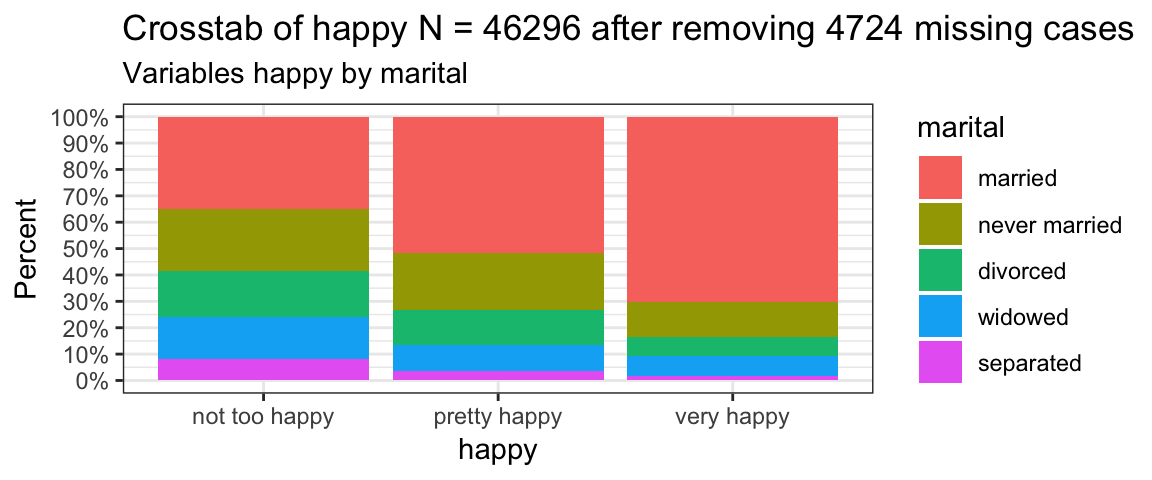 Crosstab of happy N = 46296 after removing 4724 missing cases
Variables happy by marital
100%
90%
80%
70%
60%
50%
40%
30%
20%
10%
0%
Percent
not too happy
pretty happy
very happy
happy
marital
married
never married
divorced
widowed
separated